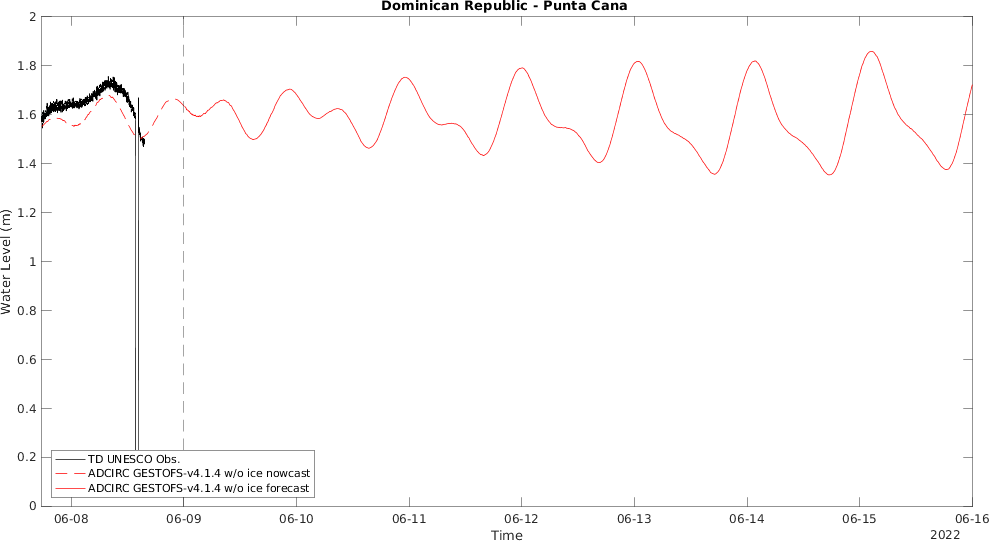 Dominican Republic - Punta Cana
2
1.8
1.6
1.4
1.2
1
0.8
0.6
0.4
0.2
0
Water Level (m)
TD UNESCO Obs.
ADCIRC GESTOFS-v4.1.4 w/o ice nowcast
ADCIRC GESTOFS-v4.1.4 w/o ice forecast
06-08 06-09 06-10 06-11 06-12 06-13 06-14 06-15 06-16
Time
2022